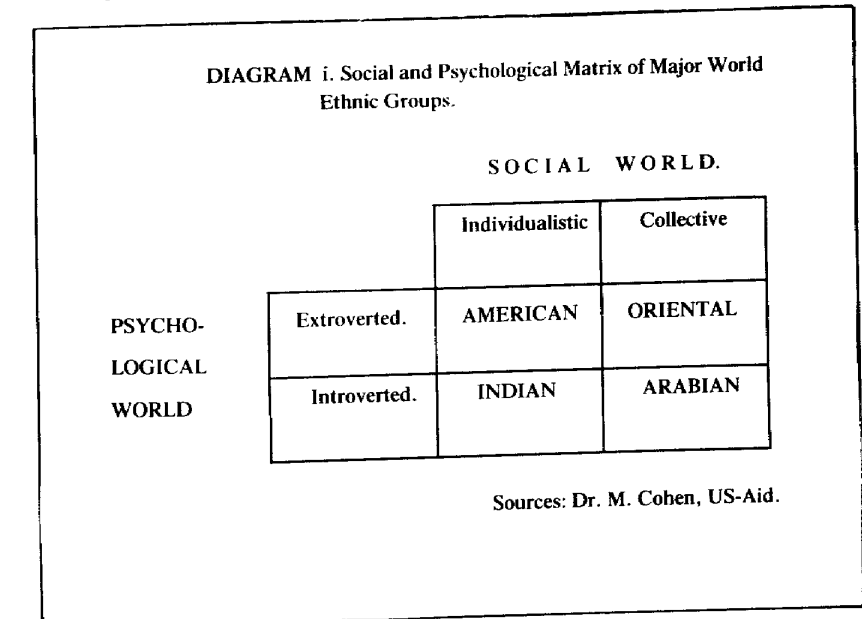 DIAGRAM i. Social and Psychological Matrix of Major World
Ethnic Groups.
SOCIAL WORLD.
Individualistic Collective
PSYCHO-
LOGICAL
WORLD
Extroverted. AMERICAN ORIENTAL
Introverted. INDIAN ARABIAN
Sources: Dr. M. Cohen, US-Aid.